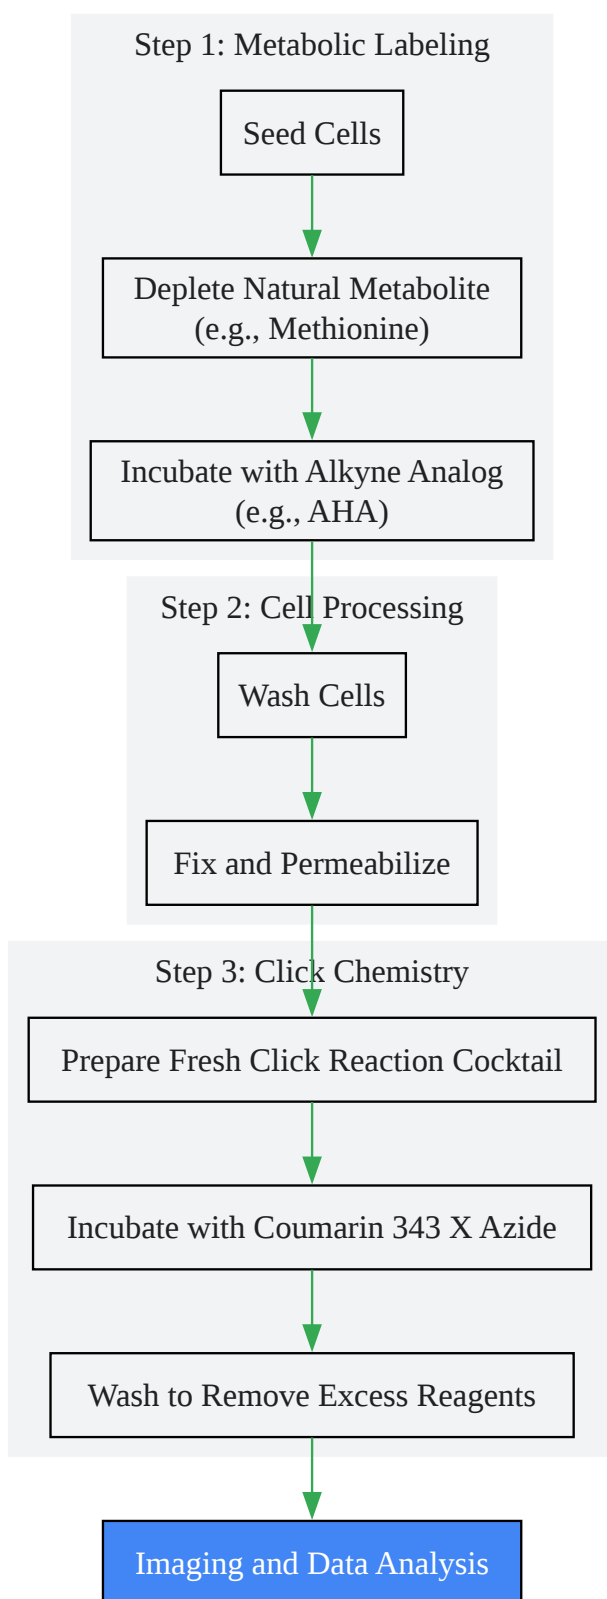 Step 1: Metabolic Labeling
Seed Cells
Deplete Natural Metabolite
(e.g., Methionine)
Incubate with Alkyne Analog
(e.g., AHA)
Step 2: Cell Processing
Wash Cells
Fix and Permeabilize
Step 3: Click Chemistry
Prepare Fresh Click Reaction Cocktail
Incubate with Coumarin 343 X Azide
Wash to Remove Excess Reagents
Imaging and Data Analysis